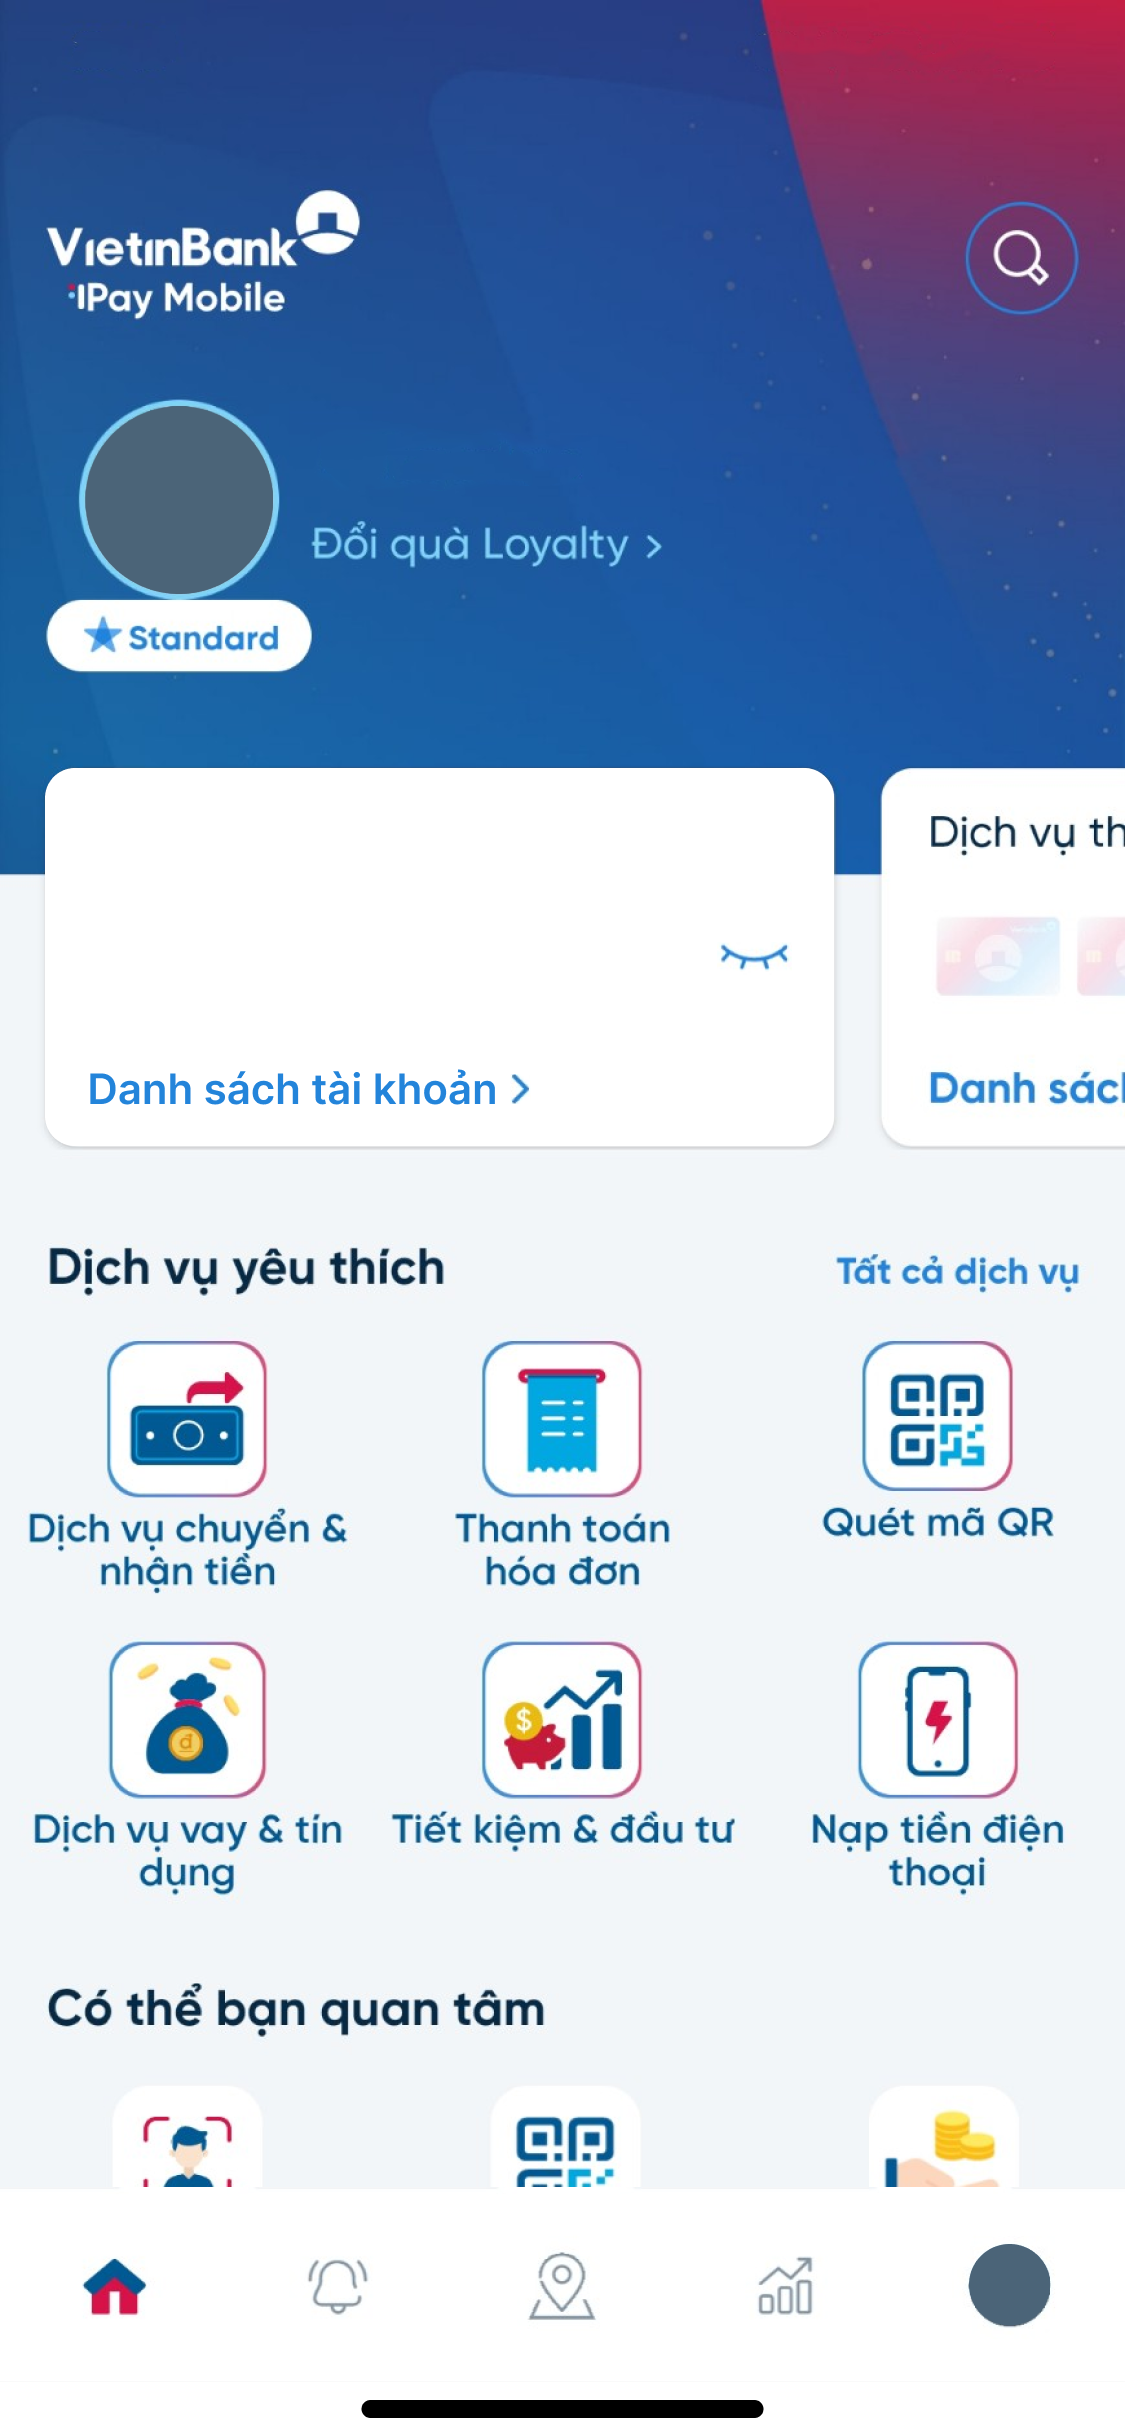 VietinBank
iPay Mobile
Đổi quà Loyalty >
Standard
Dịch vụ th
Danh sách tài khoản >
Danh sácl
Dịch vụ yêu thích
Tất cả dịch vụ
Dịch vụ chuyển &
nhận tiền
Thanh toán
hóa đơn
Quét mã QR
Dịch vụ vay & tín
dụng
Tiết kiệm & đầu tư
Nạp tiền điện
thoại
Có thể bạn quan tâm